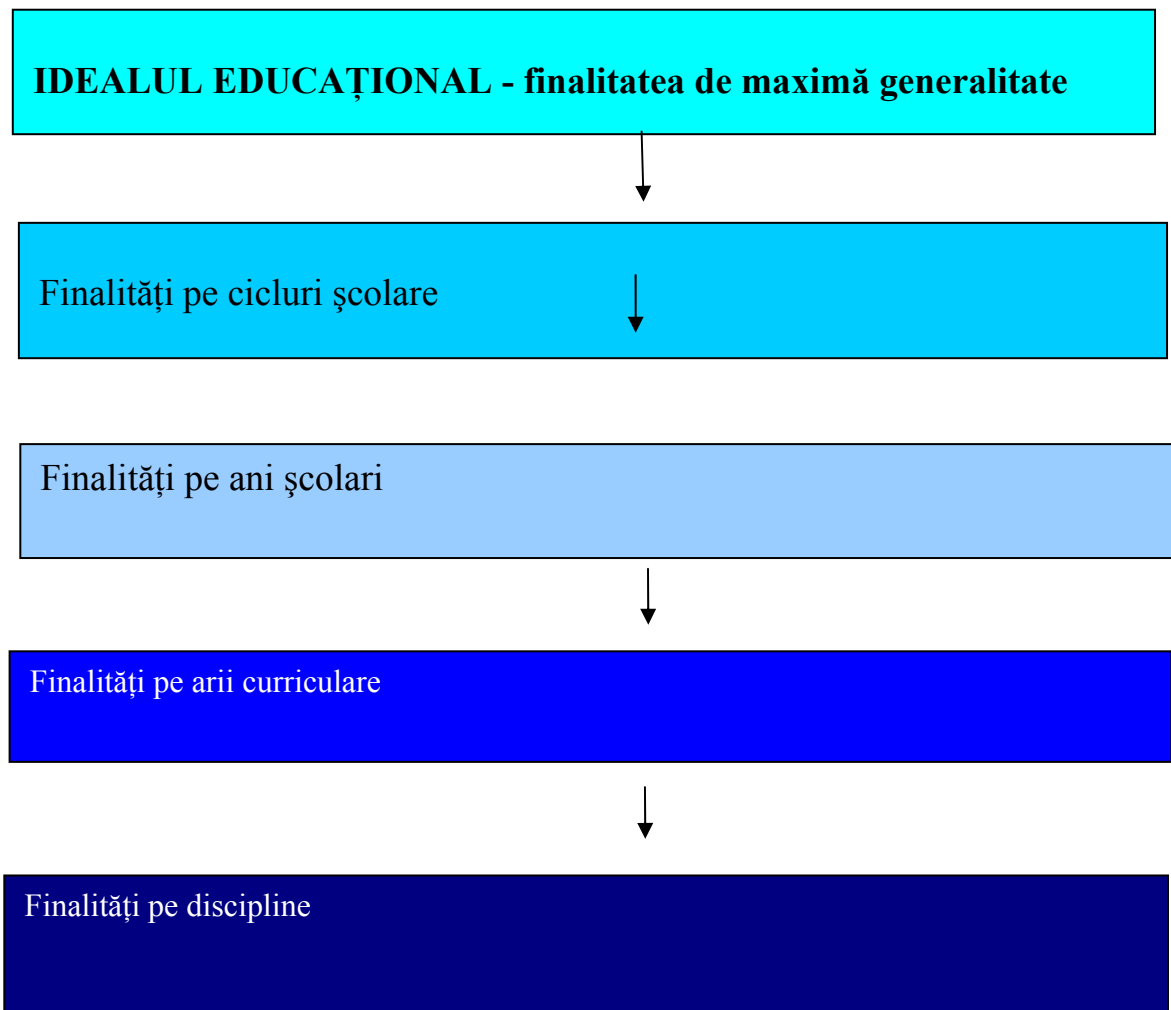 IDEALUL EDUCAȚIONAL - finalitatea de maximă generalitate
Finalități pe cicluri şcolare
Finalități pe ani şcolari
Finalități pe arii curriculare
Finalități pe discipline